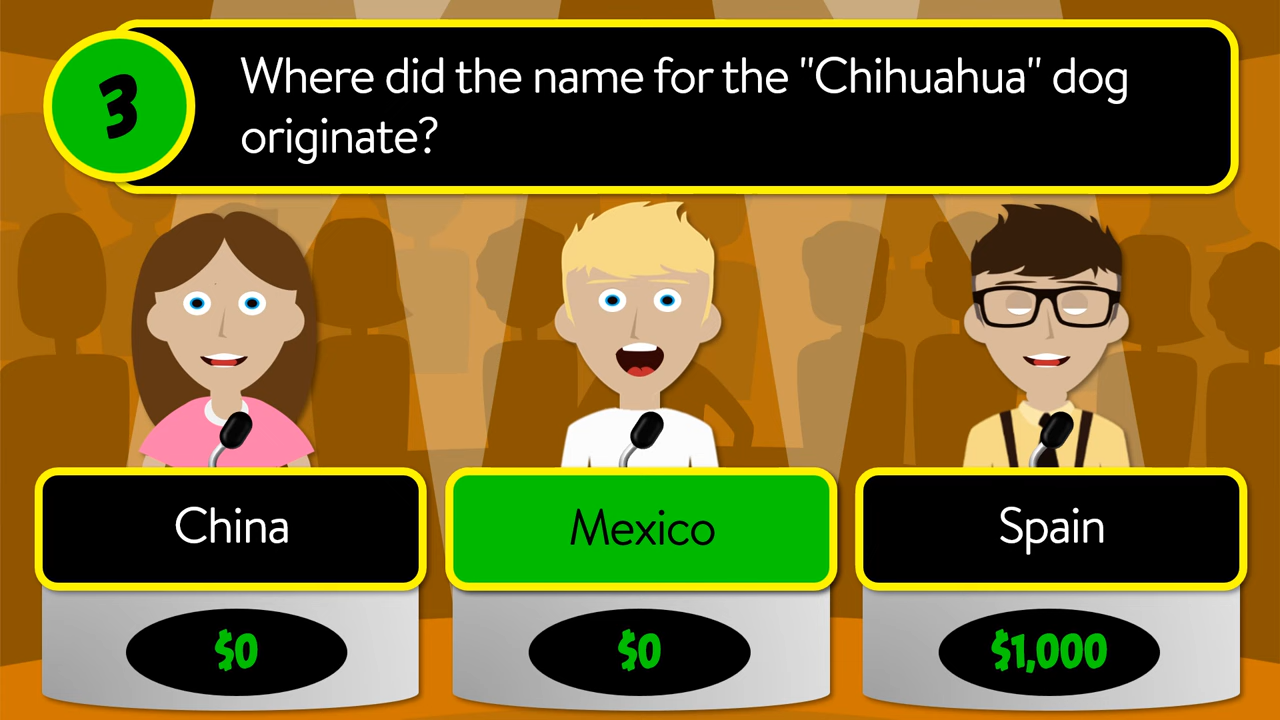 3
Where did the name for the "Chihuahua" dog
originate?
China
Mexico
Spain
$0
$0
$1,000